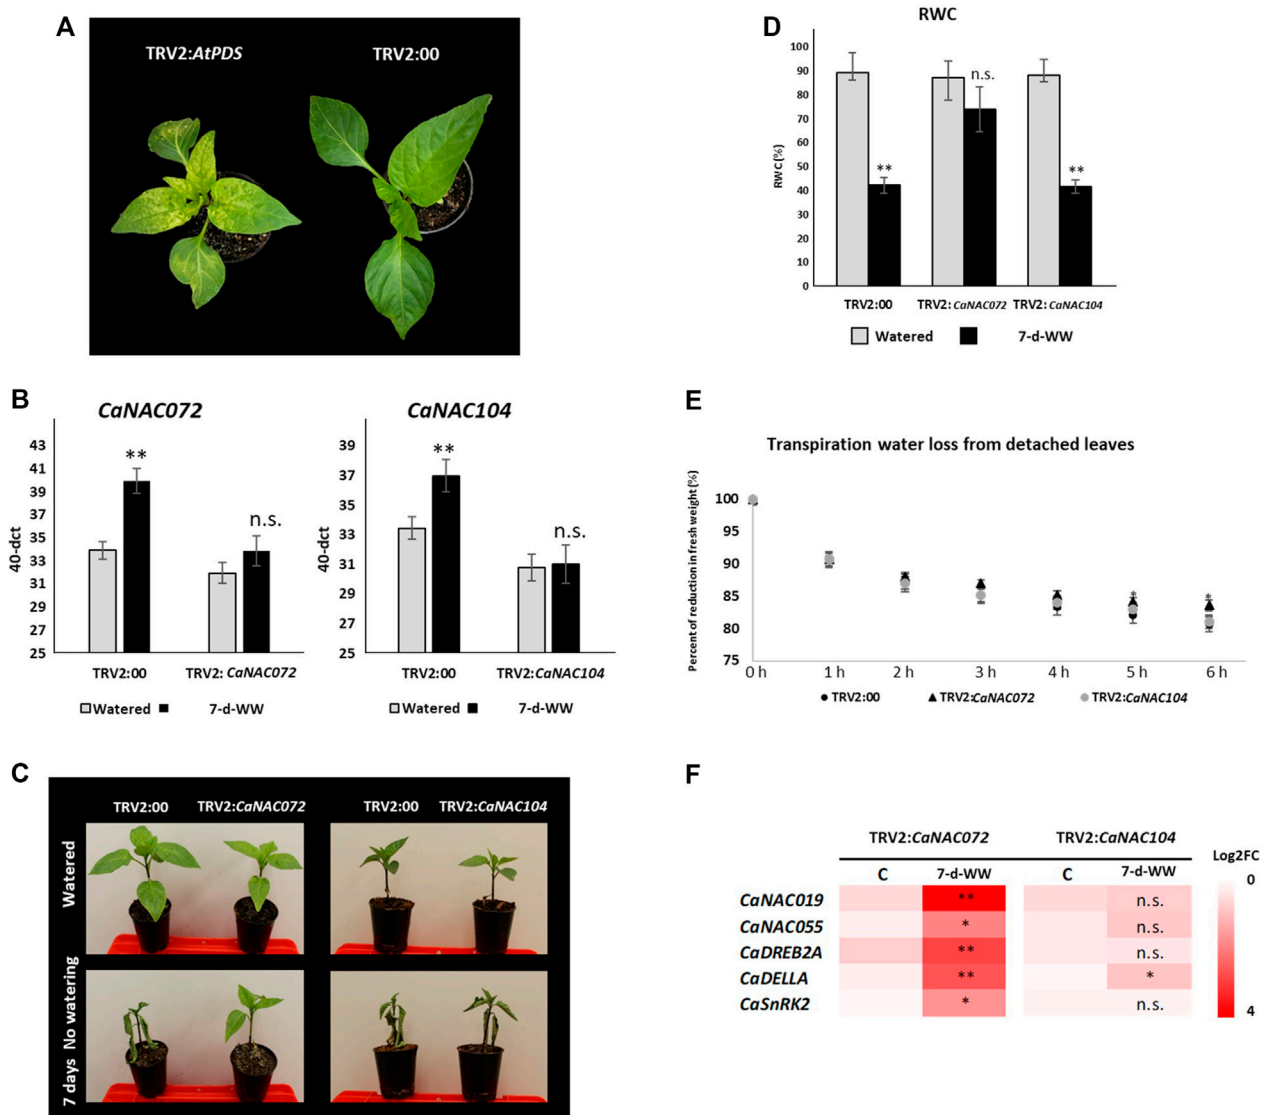 A
TRV2:AtPDS TRV2:00
B
CaNAC072
40-dct
43
41
39
37
35
33
31
29
27
25
**
n.s.
TRV2:00 TRV2: CaNAC072
Watered 7-d-WW
CaNAC104
40-dct
39
37
35
33
31
29
27
25
**
n.s.
TRV2:00 TRV2:CaNAC104
Watered 7-d-WW
C
TRV2:00 TRV2:CaNAC072 TRV2:00 TRV2:CaNAC104
Watered
7 days No watering
D
RWC
RWC (%)
100
90
80
70
60
50
40
30
20
10
0
**
n.s.
**
TRV2:00 TRV2: CaNAC072 TRV2: CaNAC104
Watered 7-d-WW
E
Transpiration water loss from detached leaves
Percent of reduction in fresh weight (%)
100
95
90
85
80
75
* *
0 h 1 h 2 h 3 h 4 h 5 h 6 h
TRV2:00 TRV2:CaNAC072 TRV2:CaNAC104
F
TRV2:CaNAC072 TRV2:CaNAC104
C 7-d-WW C 7-d-WW
CaNAC019 ** n.s.
CaNAC055 * n.s.
CaDREB2A ** n.s.
CaDELLA ** *
CaSnRK2 * n.s.
Log2FC
0
4